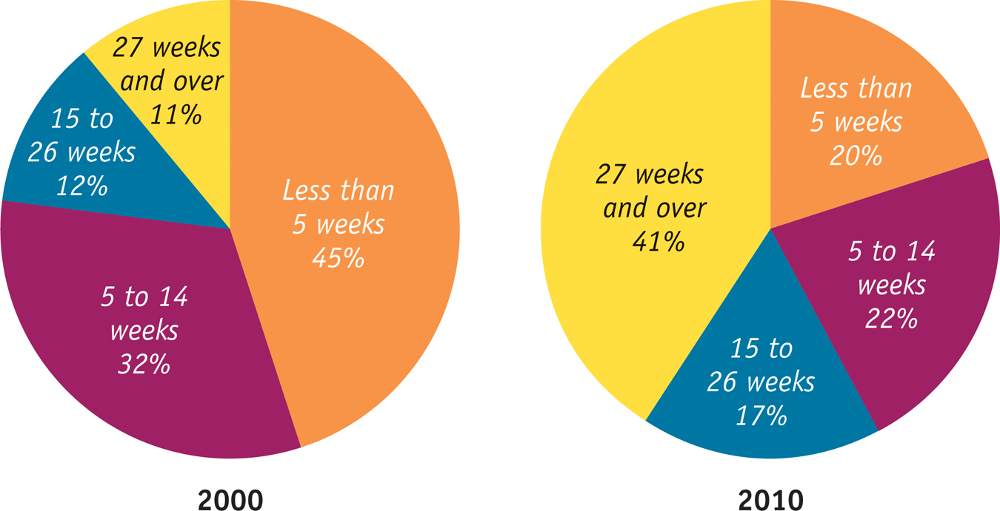 27 weeks
and over
11%
15 to
26 weeks
12%
5 to 14
weeks
32%
Less than
5 weeks
45%
2000
27 weeks
and over
41%
Less than
5 weeks
20%
5 to 14
weeks
22%
15 to
26 weeks
17%
2010